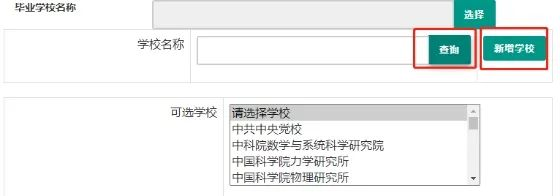 毕业学校名称 选择
学校名称 查询 新增学校
可选学校 请选择学校
中共中央党校
中科院数学与系统科学研究院
中国科学院力学研究所
中国科学院物理研究所